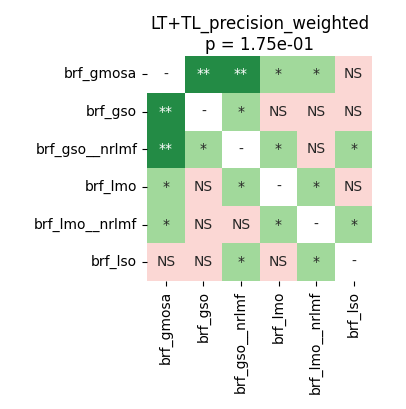 LT+TL_precision_weighted
p = 1.75e-01
brf_gmosa - ** ** * * NS
brf_gso ** - * NS NS NS
brf_gso__nrlmf ** * - * NS *
brf_lmo * NS * - * NS
brf_lmo__nrlmf * NS NS * - *
brf_lso NS NS * NS * -
brf_gmosa
brf_gso
brf_gso__nrlmf
brf_lmo
brf_lmo__nrlmf
brf_lso